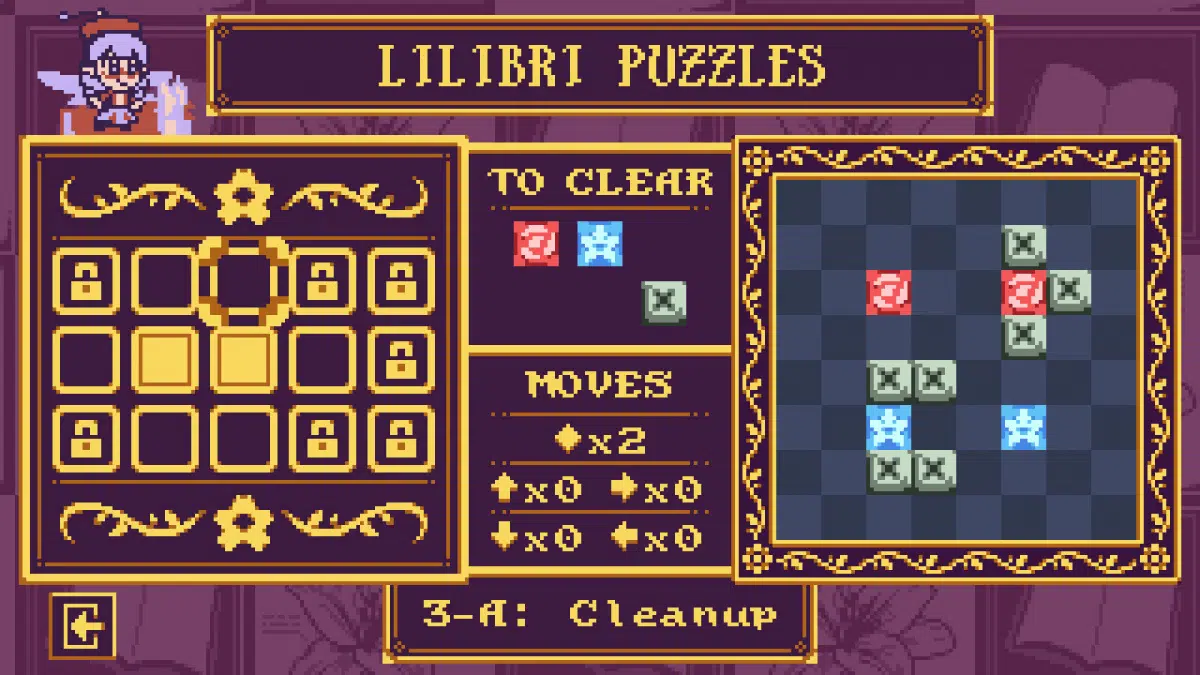 LILIBRI PUZZLES
TO CLEAR
MOVES
x2
x0 x0
x0 x0
3-A: Cleanup